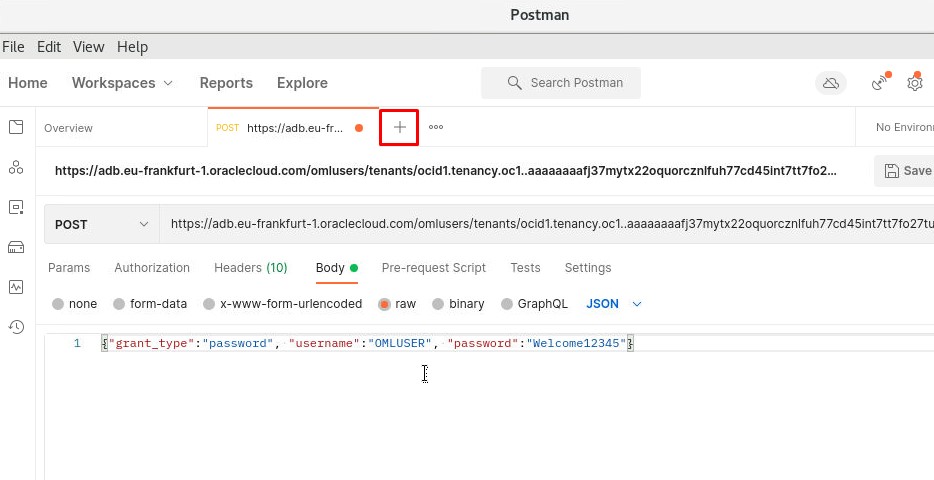 Postman
File Edit View Help
Home Workspaces Reports Explore Search Postman
Overview POST https://adb.eu-fr... No Environ
https://adb.eu-frankfurt-1.oraclecloud.com/omlusers/tenants/ocid1.tenancy.oc1..aaaaaaaafj37mytx22oquorcznlfuh77cd45int7tt7fo2... Save
POST https://adb.eu-frankfurt-1.oraclecloud.com/omlusers/tenants/ocid1.tenancy.oc1..aaaaaaaafj37mytx22oquorcznlfuh77cd45int7tt7fo27tu
Params Authorization Headers (10) Body Pre-request Script Tests Settings
none form-data x-www-form-urlencoded raw binary GraphQL JSON
1 {"grant_type":"password", "username":"OMLUSER", "password":"Welcome12345"}